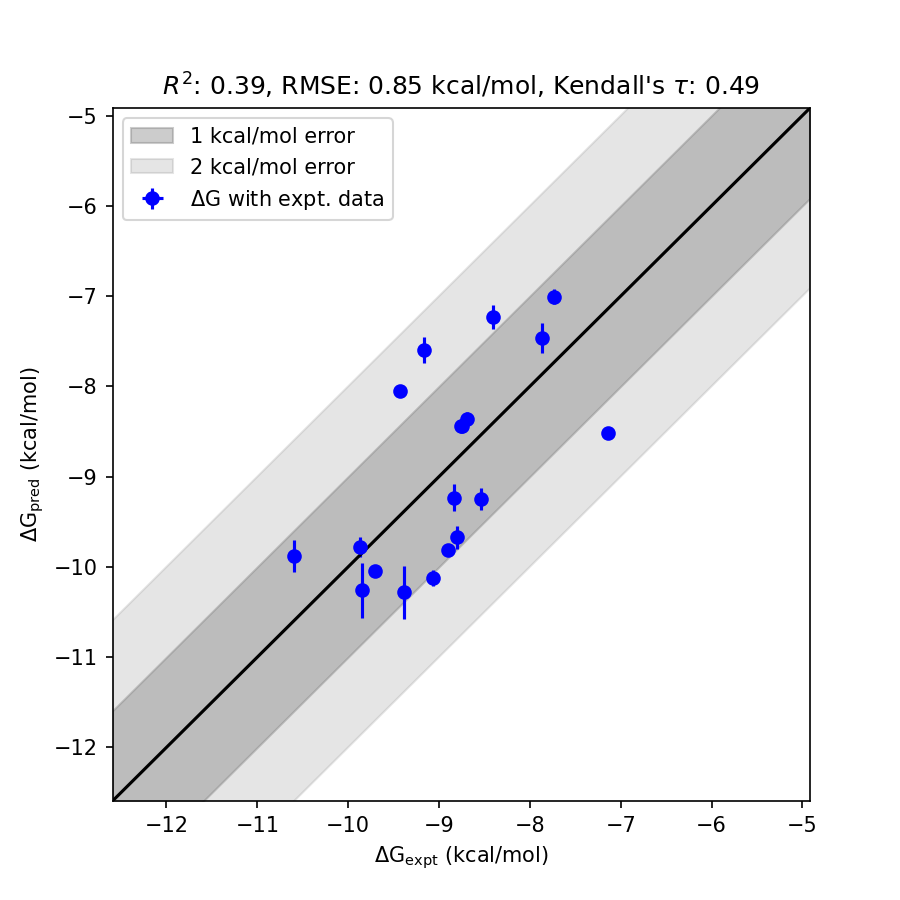 R²: 0.39, RMSE: 0.85 kcal/mol, Kendall's τ: 0.49
1 kcal/mol error
2 kcal/mol error
ΔG with expt. data
−5
−6
−7
−8
−9
−10
−11
−12
ΔGpred (kcal/mol)
−12 −11 −10 −9 −8 −7 −6 −5
ΔGexpt (kcal/mol)